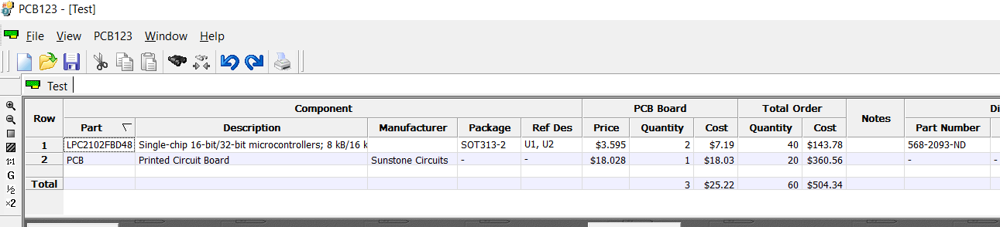 PCB123 - [Test]
File View PCB123 Window Help
Test
Row Component PCB Board Total Order Notes Di
Part Description Manufacturer Package Ref Des Price Quantity Cost Quantity Cost Part Number
1 LPC2102FBD48 Single-chip 16-bit/32-bit microcontrollers; 8 kB/16 k SOT313-2 U1, U2 $3.595 2 $7.19 40 $143.78 568-2093-ND
2 PCB Printed Circuit Board Sunstone Circuits - - $18.028 1 $18.03 20 $360.56 - -
Total 3 $25.22 60 $504.34
1:1
G
½
×2